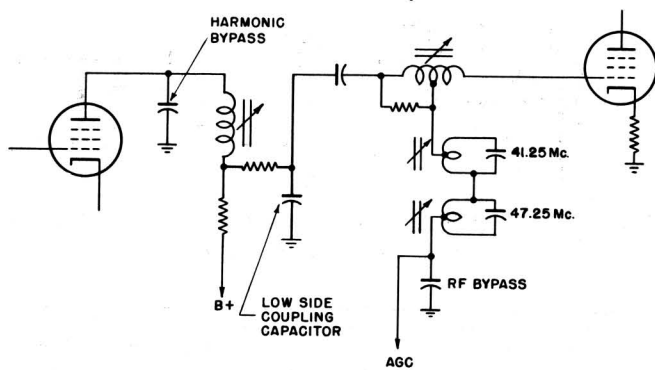 HARMONIC
BYPASS
41.25 Mc.
47.25 Mc.
RF BYPASS
B+
LOW SIDE
COUPLING
CAPACITOR
AGC